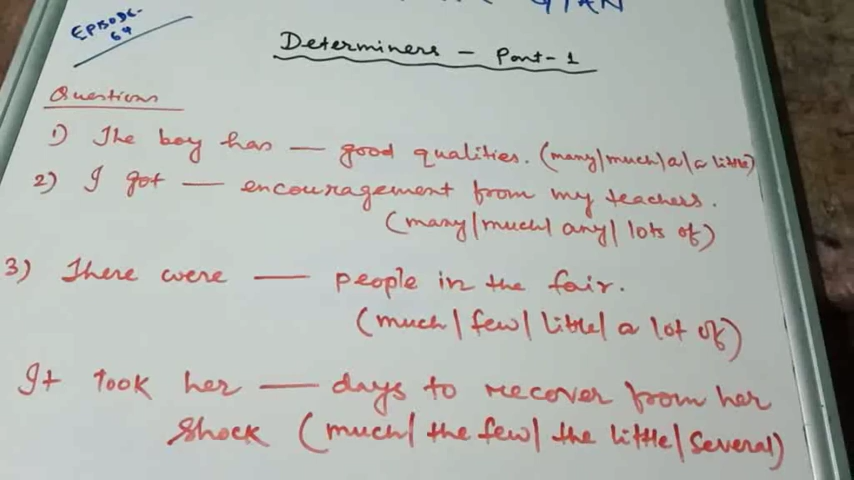 GYAN
EPISODE-
64
Determiners - Part-1
Questions
1) The boy has — good qualities. (many/much/a/a little)
2) I got — encouragement from my teachers.
(many/much/any/lots of)
3) There were — people in the fair.
(much/few/little/a lot of)
It took her — days to recover from her
shock (much/the few/the little/several)